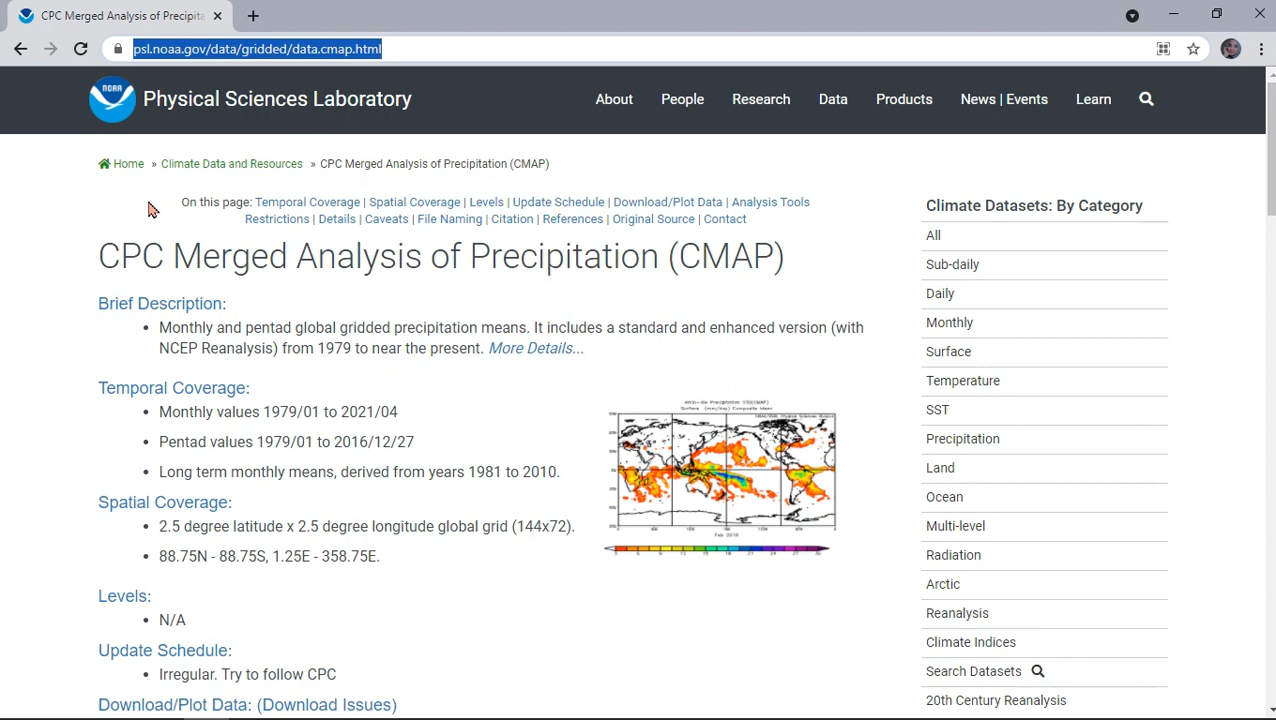 CPC Merged Analysis of Precipita
psl.noaa.gov/data/gridded/data.cmap.html
NOAA
Physical Sciences Laboratory
About People Research Data Products News | Events Learn
Home » Climate Data and Resources » CPC Merged Analysis of Precipitation (CMAP)
On this page: Temporal Coverage | Spatial Coverage | Levels | Update Schedule | Download/Plot Data | Analysis Tools
Restrictions | Details | Caveats | File Naming | Citation | References | Original Source | Contact
CPC Merged Analysis of Precipitation (CMAP)
Brief Description:
• Monthly and pentad global gridded precipitation means. It includes a standard and enhanced version (with
NCEP Reanalysis) from 1979 to near the present. More Details...
Temporal Coverage:
• Monthly values 1979/01 to 2021/04
• Pentad values 1979/01 to 2016/12/27
• Long term monthly means, derived from years 1981 to 2010.
Spatial Coverage:
• 2.5 degree latitude x 2.5 degree longitude global grid (144x72).
• 88.75N - 88.75S, 1.25E - 358.75E.
Levels:
• N/A
Update Schedule:
• Irregular. Try to follow CPC
Download/Plot Data: (Download Issues)
Surface (mm/day) Composite Mean
Climate Datasets: By Category
All
Sub-daily
Daily
Monthly
Surface
Temperature
SST
Precipitation
Land
Ocean
Multi-level
Radiation
Arctic
Reanalysis
Climate Indices
Search Datasets
20th Century Reanalysis